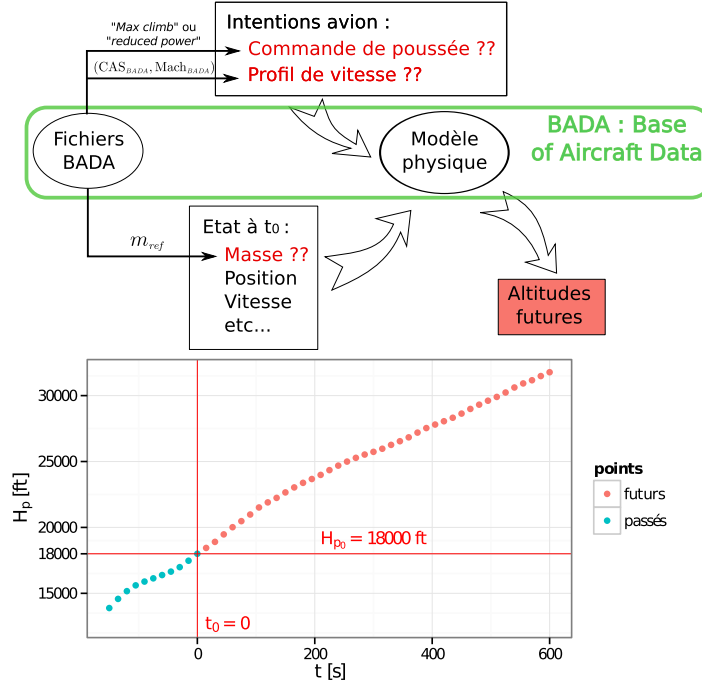 "Max climb" ou
"reduced power"
(CAS_BADA, Mach_BADA)
Intentions avion :
Commande de poussée ??
Profil de vitesse ??
Fichiers
BADA
Modèle
physique
BADA : Base
of Aircraft Data
m_ref
Etat à t0 :
Masse ??
Position
Vitesse
etc...
Altitudes
futures
30000
25000
20000
18000
15000
Hp [ft]
Hp0 = 18000 ft
t0 = 0
0
200
400
600
t [s]
points
futurs
passés